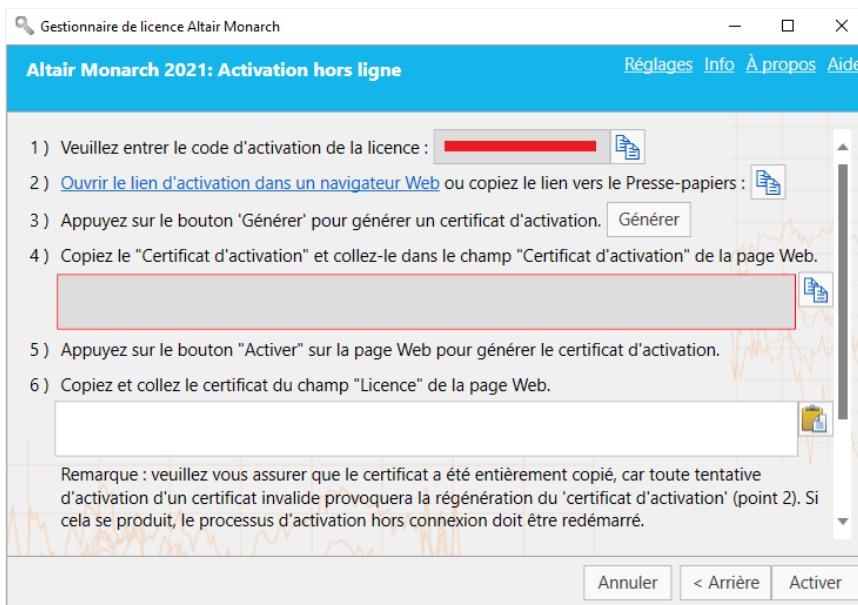 Gestionnaire de licence Altair Monarch
Altair Monarch 2021: Activation hors ligne
Réglages Info À propos Aide
1 ) Veuillez entrer le code d'activation de la licence :
2 ) Ouvrir le lien d'activation dans un navigateur Web ou copiez le lien vers le Presse-papiers :
3 ) Appuyez sur le bouton 'Générer' pour générer un certificat d'activation. Générer
4 ) Copiez le "Certificat d'activation" et collez-le dans le champ "Certificat d'activation" de la page Web.
5 ) Appuyez sur le bouton "Activer" sur la page Web pour générer le certificat d'activation.
6 ) Copiez et collez le certificat du champ "Licence" de la page Web.
Remarque : veuillez vous assurer que le certificat a été entièrement copié, car toute tentative
d'activation d'un certificat invalide provoquera la régénération du 'certificat d'activation' (point 2). Si
cela se produit, le processus d'activation hors connexion doit être redémarré.
Annuler < Arrière Activer